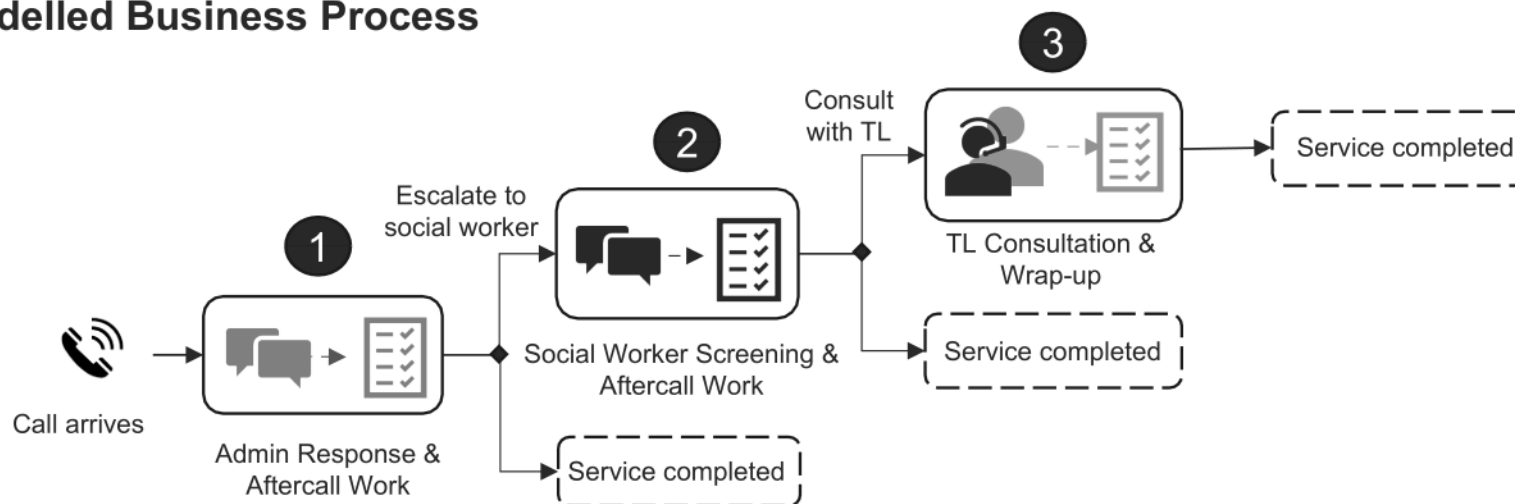 delled Business Process
3
Consult
with TL
Service completed
2
Escalate to
social worker
TL Consultation &
Wrap-up
1
Service completed
Social Worker Screening &
Aftercall Work
Call arrives
Admin Response &
Aftercall Work
Service completed